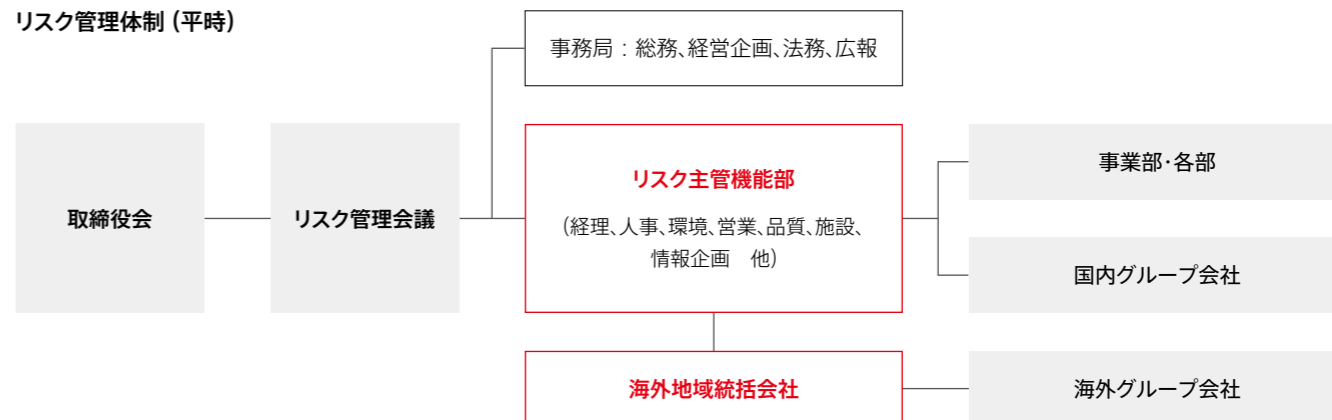 リスク管理体制 (平時)
事務局：総務、経営企画、法務、広報
取締役会
リスク管理会議
リスク主管機能部
(経理、人事、環境、営業、品質、施設、
情報企画　他)
事業部・各部
国内グループ会社
海外地域統括会社
海外グループ会社